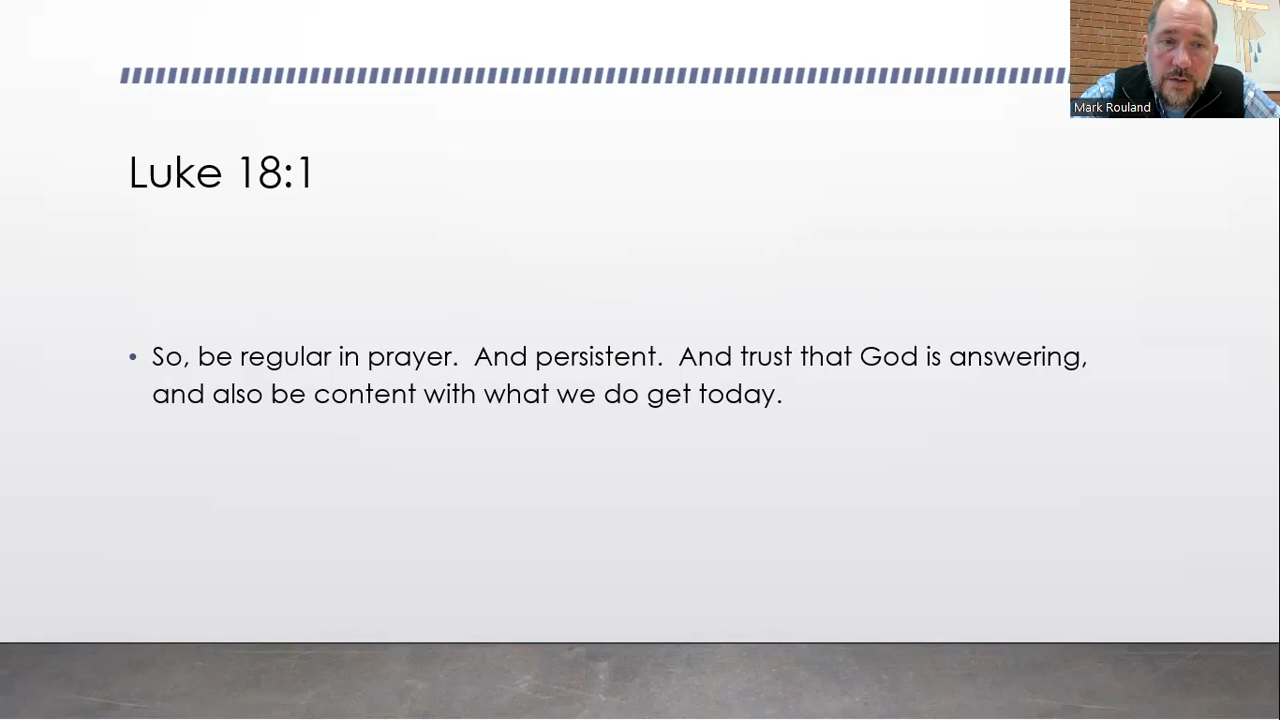 Mark Rouland
Luke 18:1
• So, be regular in prayer.  And persistent.  And trust that God is answering,
and also be content with what we do get today.